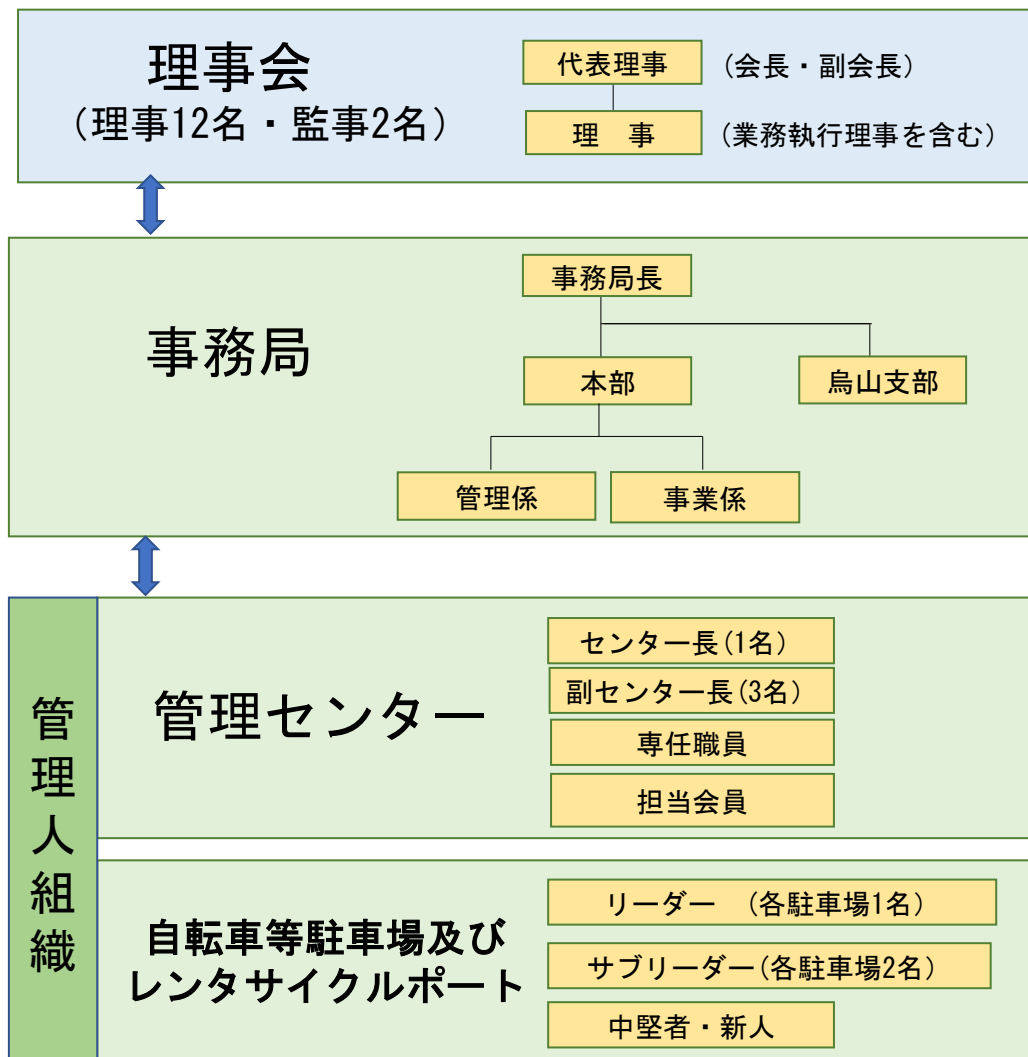 理事会
(理事12名・監事2名)
代表理事 (会長・副会長)
理　事 (業務執行理事を含む)
事務局
事務局長
本部
烏山支部
管理係
事業係
管理人組織
管理センター
センター長(1名)
副センター長(3名)
専任職員
担当会員
自転車等駐車場及び
レンタサイクルポート
リーダー　(各駐車場1名)
サブリーダー(各駐車場2名)
中堅者・新人